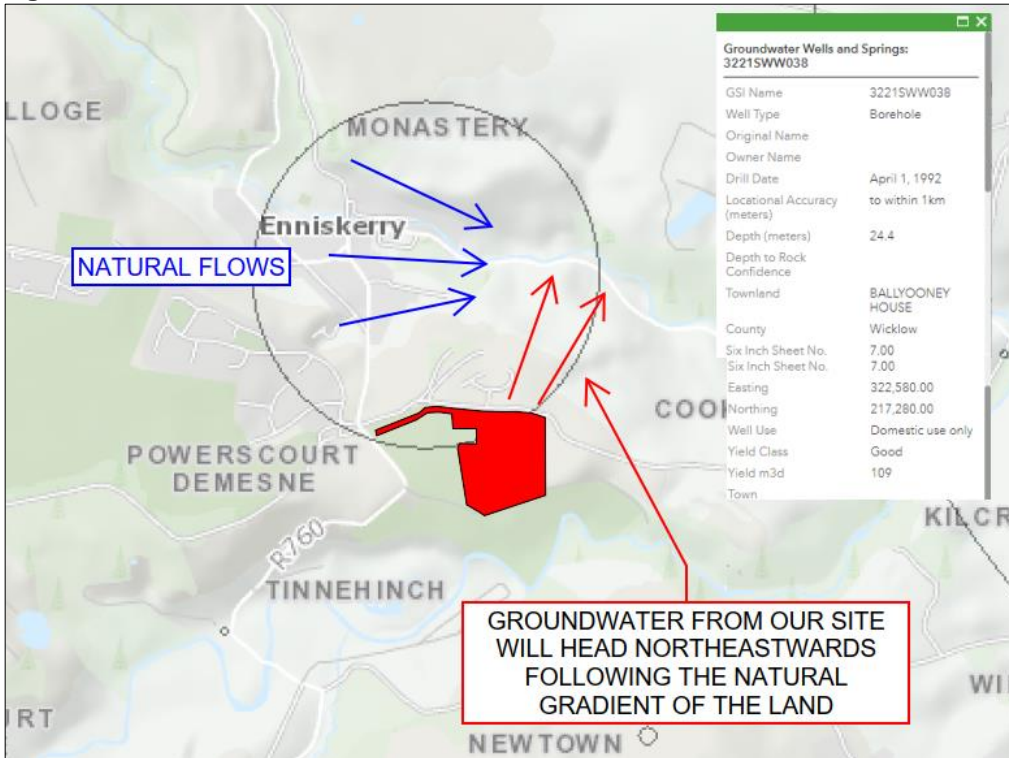 LLOGE
MONASTERY
Enniskerry
NATURAL FLOWS
POWERSCOURT
DEMESNE
R760
TINNEHINCH
NEWTOWN
GROUNDWATER FROM OUR SITE
WILL HEAD NORTHEASTWARDS
FOLLOWING THE NATURAL
GRADIENT OF THE LAND
COOK
KILCR
WI
URT
Groundwater Wells and Springs:
3221SWW038
GSI Name 3221SWW038
Well Type Borehole
Original Name
Owner Name
Drill Date April 1, 1992
Locational Accuracy to within 1km
(meters)
Depth (meters) 24.4
Depth to Rock
Confidence
Townland BALLYOONEY
HOUSE
County Wicklow
Six Inch Sheet No. 7.00
Six Inch Sheet No. 7.00
Easting 322,580.00
Northing 217,280.00
Well Use Domestic use only
Yield Class Good
Yield m3d 109
Town